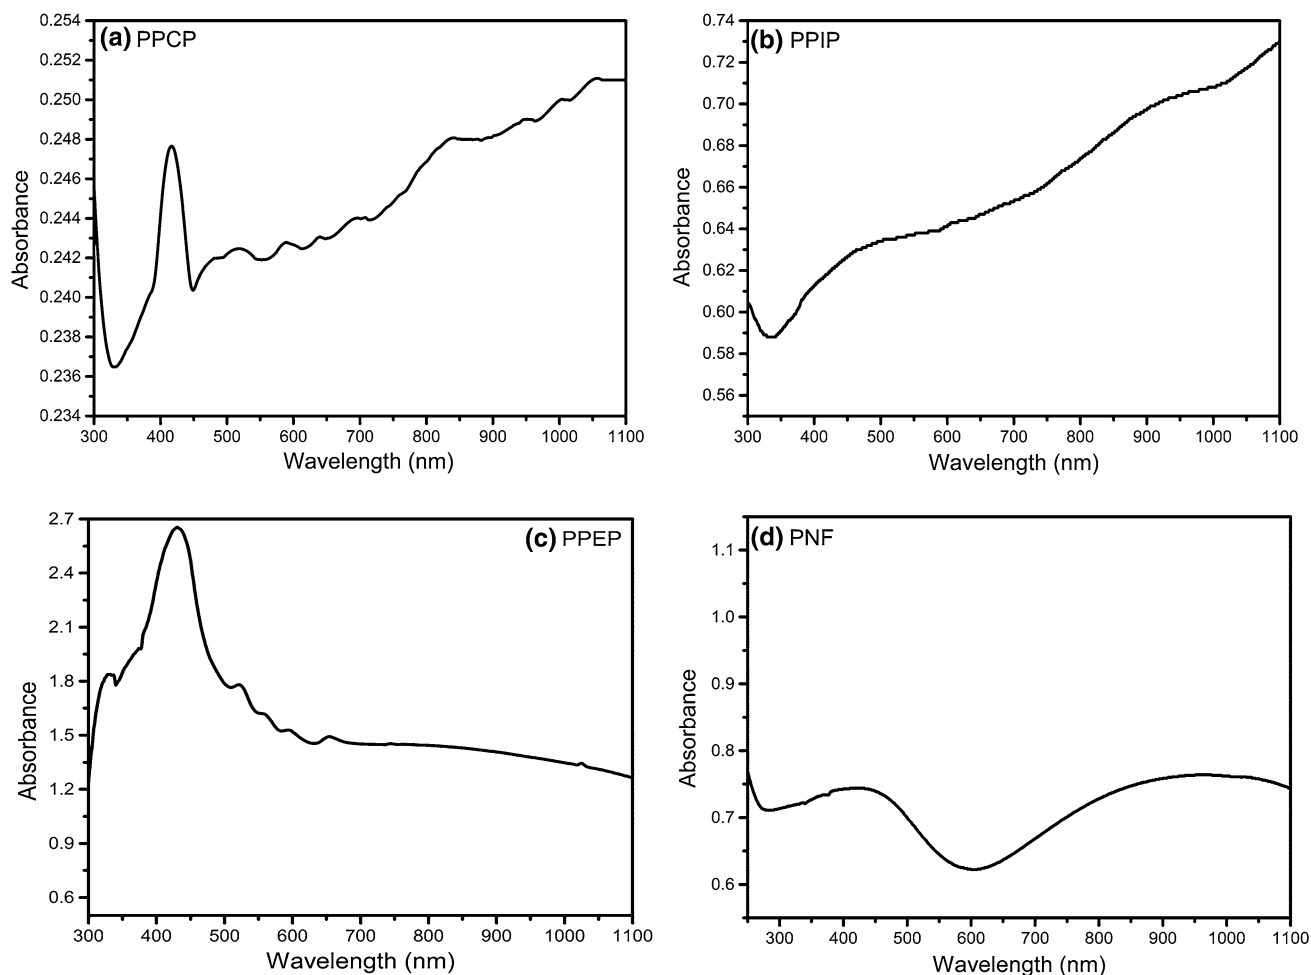 (a) PPCP
0.254
0.252
0.250
0.248
0.246
0.244
0.242
0.240
0.238
0.236
0.234
Absorbance
300 400 500 600 700 800 900 1000 1100
Wavelength (nm)
(b) PPIP
0.74
0.72
0.70
0.68
0.66
0.64
0.62
0.60
0.58
0.56
Absorbance
300 400 500 600 700 800 900 1000 1100
Wavelength (nm)
(c) PPEP
2.7
2.4
2.1
1.8
1.5
1.2
0.9
0.6
Absorbance
300 400 500 600 700 800 900 1000 1100
Wavelength (nm)
(d) PNF
1.1
1.0
0.9
0.8
0.7
0.6
Absorbance
300 400 500 600 700 800 900 1000 1100
Wavelength (nm)